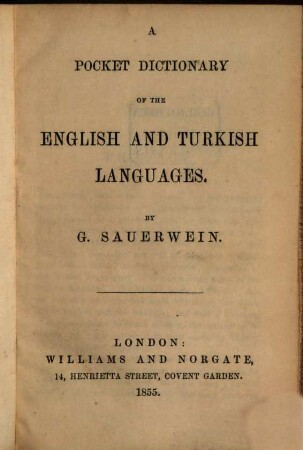 A
POCKET DICTIONARY
OF THE
ENGLISH AND TURKISH
LANGUAGES.
BY
G. SAUERWEIN.
LONDON:
WILLIAMS AND NORGATE,
14, HENRIETTA STREET, COVENT GARDEN.
1855.